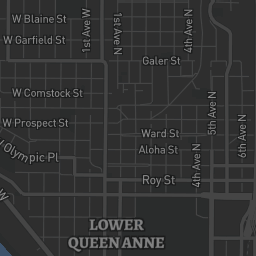 W Blaine St
W Garfield St
1st Ave W
1st Ave N
4th Ave N
Galer St
W Comstock St
W Prospect St
Ward St
Aloha St
5th Ave N
6th Ave N
Olympic Pl
Roy St
4th Ave N
W
LOWER
QUEEN ANNE